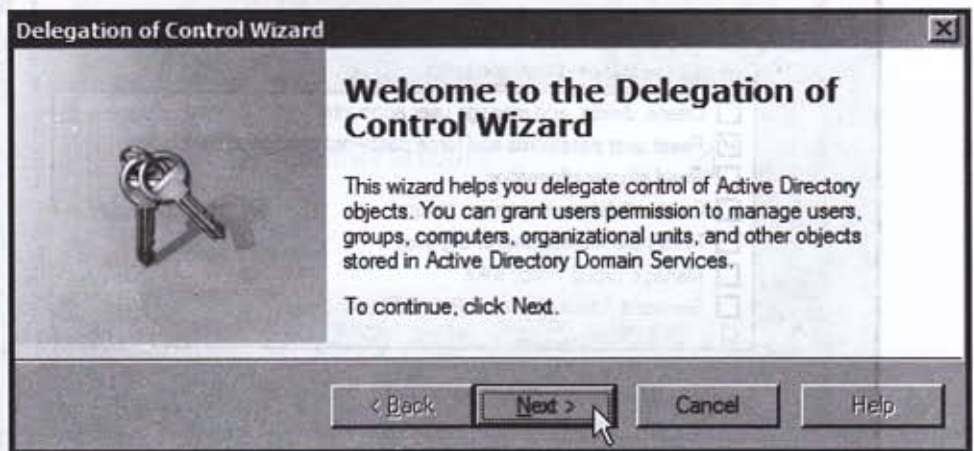 Delegation of Control Wizard
Welcome to the Delegation of
Control Wizard
This wizard helps you delegate control of Active Directory
objects. You can grant users permission to manage users,
groups, computers, organizational units, and other objects
stored in Active Directory Domain Services.
To continue, click Next.
< Back
Next >
Cancel
Help